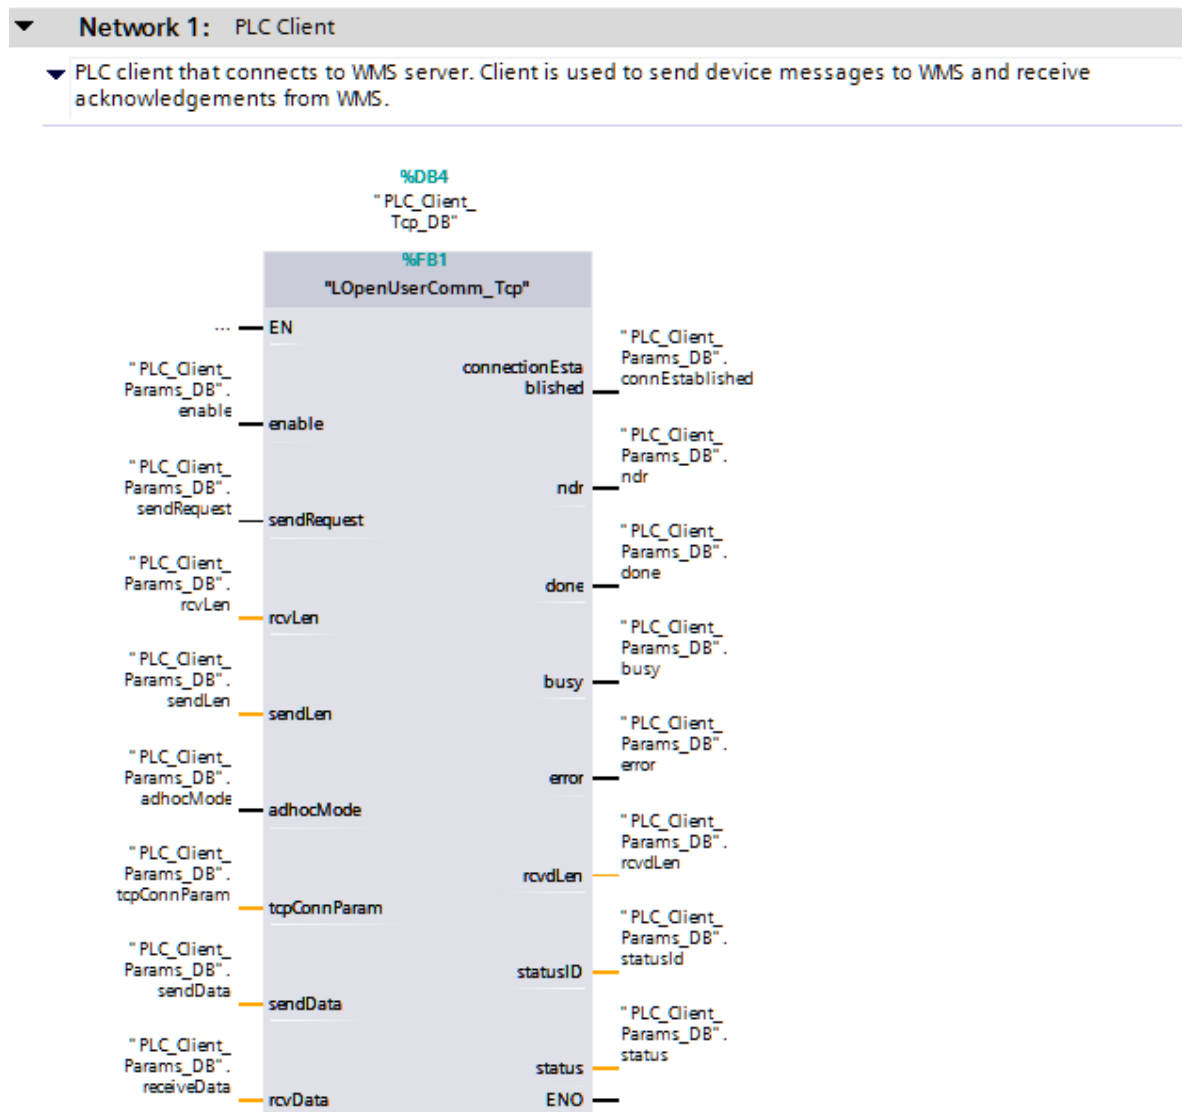 Network 1: PLC Client
PLC client that connects to WMS server. Client is used to send device messages to WMS and receive
acknowledgements from WMS.
%DB4
"PLC_Client_
Tcp_DB"
%FB1
"LOpenUserComm_Tcp"
... EN
"PLC_Client_
Params_DB".
enable
enable
"PLC_Client_
Params_DB".
sendRequest
sendRequest
"PLC_Client_
Params_DB".
rcvLen
rcvLen
"PLC_Client_
Params_DB".
sendLen
sendLen
"PLC_Client_
Params_DB".
adhocMode
adhocMode
"PLC_Client_
Params_DB".
tcpConnParam
tcpConnParam
"PLC_Client_
Params_DB".
sendData
sendData
"PLC_Client_
Params_DB".
receiveData
rcvData
connectionEsta
blished
"PLC_Client_
Params_DB".
connEstablished
ndr
"PLC_Client_
Params_DB".
ndr
done
"PLC_Client_
Params_DB".
done
busy
"PLC_Client_
Params_DB".
busy
error
"PLC_Client_
Params_DB".
error
rcvdLen
"PLC_Client_
Params_DB".
rcvdLen
statusID
"PLC_Client_
Params_DB".
statusId
status
"PLC_Client_
Params_DB".
status
ENO